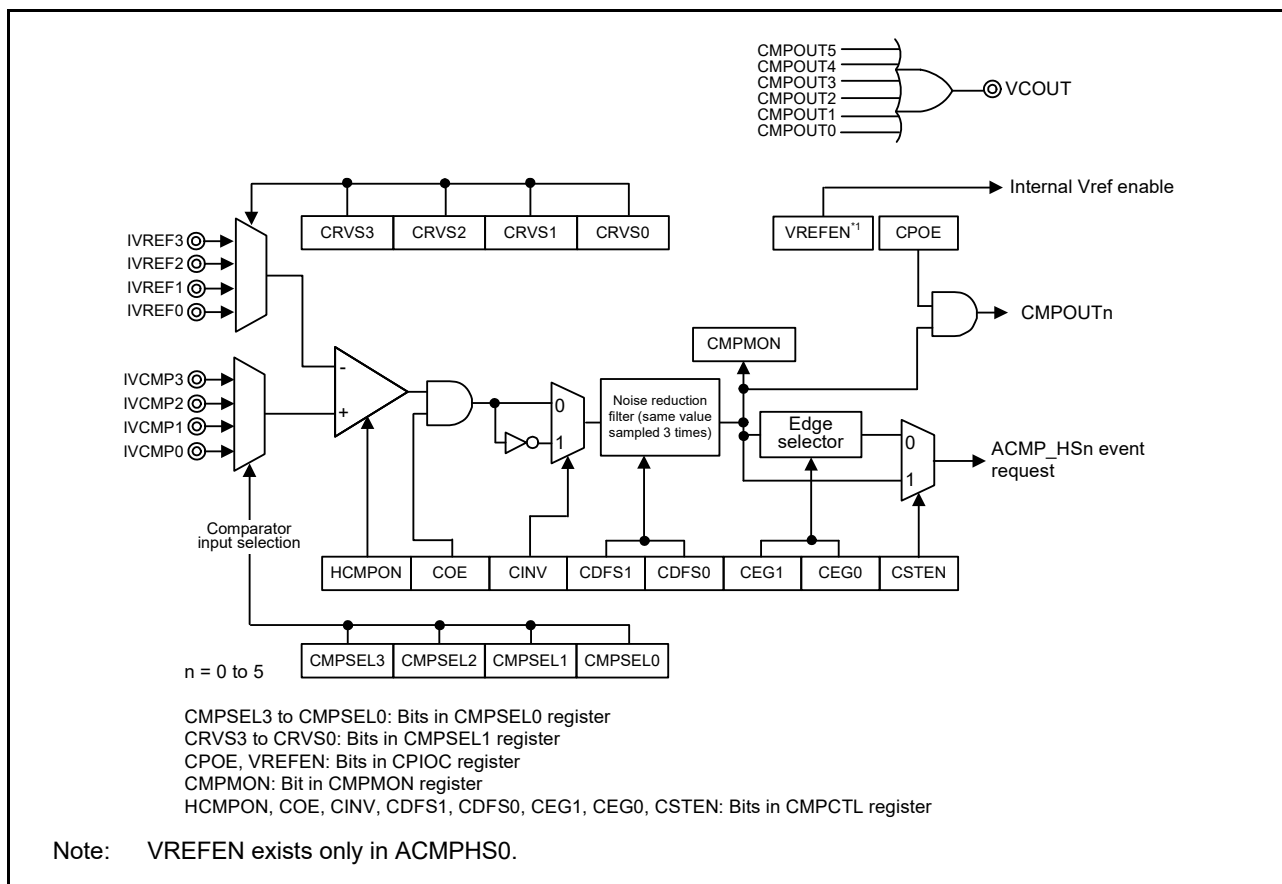 CMPOUT5
CMPOUT4
CMPOUT3
CMPOUT2
CMPOUT1
CMPOUT0
VCOUT
Internal Vref enable
CRVS3 CRVS2 CRVS1 CRVS0
VREFEN*1 CPOE
IVREF3
IVREF2
IVREF1
IVREF0
CMPOUTn
CMPMON
IVCMP3
IVCMP2
IVCMP1
IVCMP0
-
+
0
1
Noise reduction
filter (same value
sampled 3 times)
Edge
selector
0
1
ACMP_HSn event
request
Comparator
input selection
HCMPON COE CINV CDFS1 CDFS0 CEG1 CEG0 CSTEN
CMPSEL3 CMPSEL2 CMPSEL1 CMPSEL0
n = 0 to 5
CMPSEL3 to CMPSEL0: Bits in CMPSEL0 register
CRVS3 to CRVS0: Bits in CMPSEL1 register
CPOE, VREFEN: Bits in CPIOC register
CMPMON: Bit in CMPMON register
HCMPON, COE, CINV, CDFS1, CDFS0, CEG1, CEG0, CSTEN: Bits in CMPCTL register
Note: VREFEN exists only in ACMPHS0.